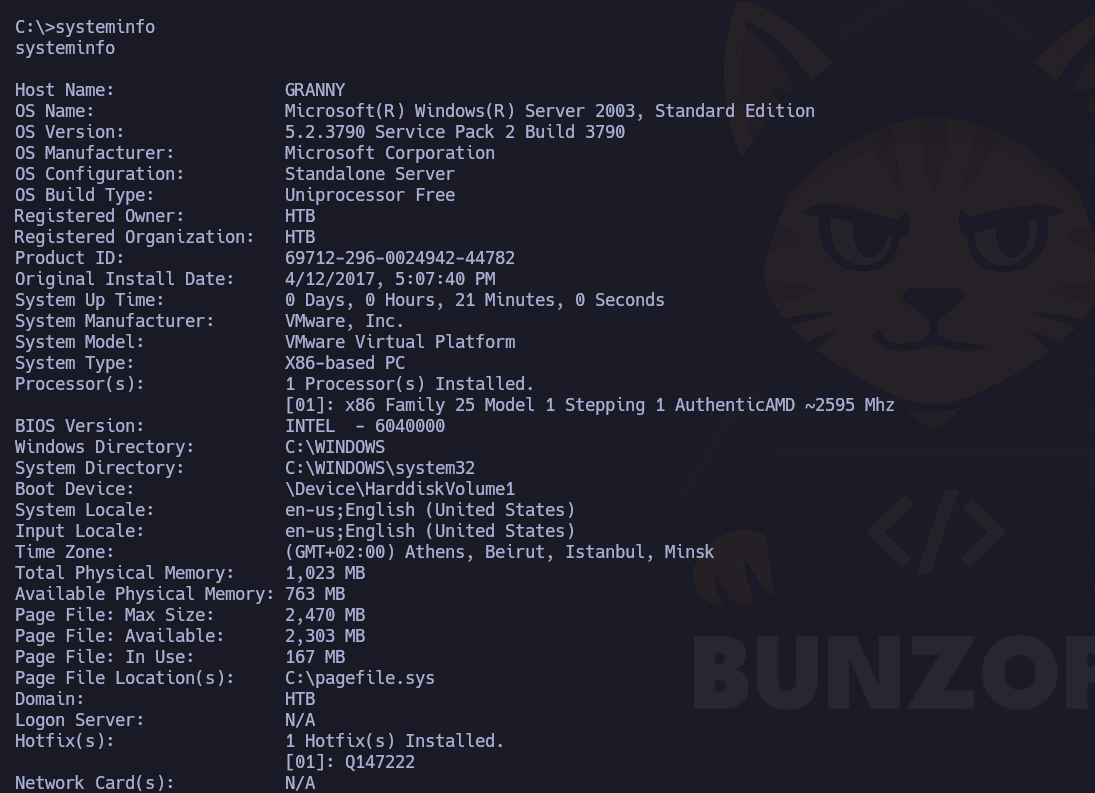 C:\>systeminfo
systeminfo
Host Name: GRANNY
OS Name: Microsoft(R) Windows(R) Server 2003, Standard Edition
OS Version: 5.2.3790 Service Pack 2 Build 3790
OS Manufacturer: Microsoft Corporation
OS Configuration: Standalone Server
OS Build Type: Uniprocessor Free
Registered Owner: HTB
Registered Organization: HTB
Product ID: 69712-296-0024942-44782
Original Install Date: 4/12/2017, 5:07:40 PM
System Up Time: 0 Days, 0 Hours, 21 Minutes, 0 Seconds
System Manufacturer: VMware, Inc.
System Model: VMware Virtual Platform
System Type: X86-based PC
Processor(s): 1 Processor(s) Installed.
[01]: x86 Family 25 Model 1 Stepping 1 AuthenticAMD ~2595 Mhz
BIOS Version: INTEL  - 6040000
Windows Directory: C:\WINDOWS
System Directory: C:\WINDOWS\system32
Boot Device: \Device\HarddiskVolume1
System Locale: en-us;English (United States)
Input Locale: en-us;English (United States)
Time Zone: (GMT+02:00) Athens, Beirut, Istanbul, Minsk
Total Physical Memory: 1,023 MB
Available Physical Memory: 763 MB
Page File: Max Size: 2,470 MB
Page File: Available: 2,303 MB
Page File: In Use: 167 MB
Page File Location(s): C:\pagefile.sys
Domain: HTB
Logon Server: N/A
Hotfix(s): 1 Hotfix(s) Installed.
[01]: Q147222
Network Card(s): N/A
</>